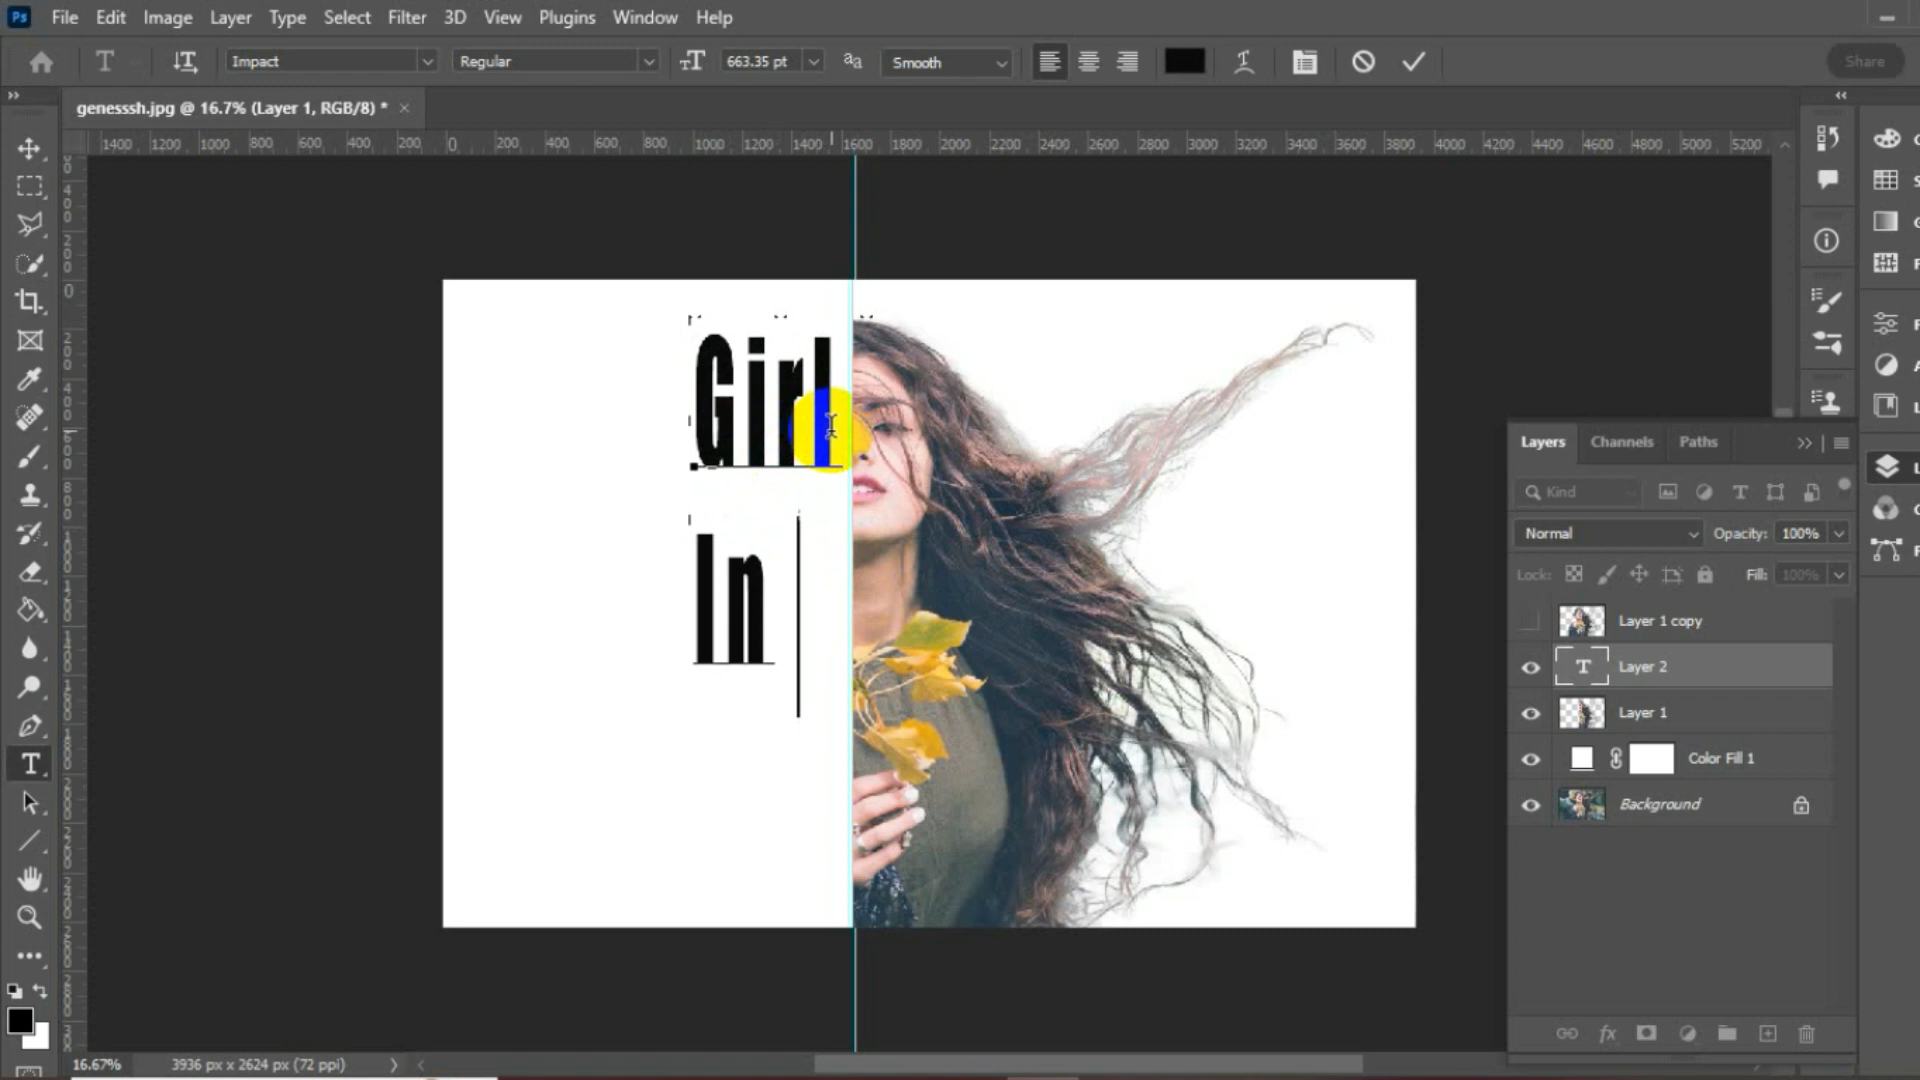 Ps File Edit Image Layer Type Select Filter 3D View Plugins Window Help
Impact Regular 663.35 pt Smooth Share
genesssh.jpg @ 16.7% (Layer 1, RGB/8) *
1400 1200 1000 800 600 400 200 0 200 400 600 800 1000 1200 1400 1600 1800 2000 2200 2400 2600 2800 3000 3200 3400 3600 3800 4000 4200 4400 4600 4800 5000 5200
Girl
In
Layers Channels Paths
Kind
Normal Opacity: 100%
Lock: Fill: 100%
Layer 1 copy
Layer 2
Layer 1
Color Fill 1
Background
16.67% 3936 px x 2624 px (72 ppi)